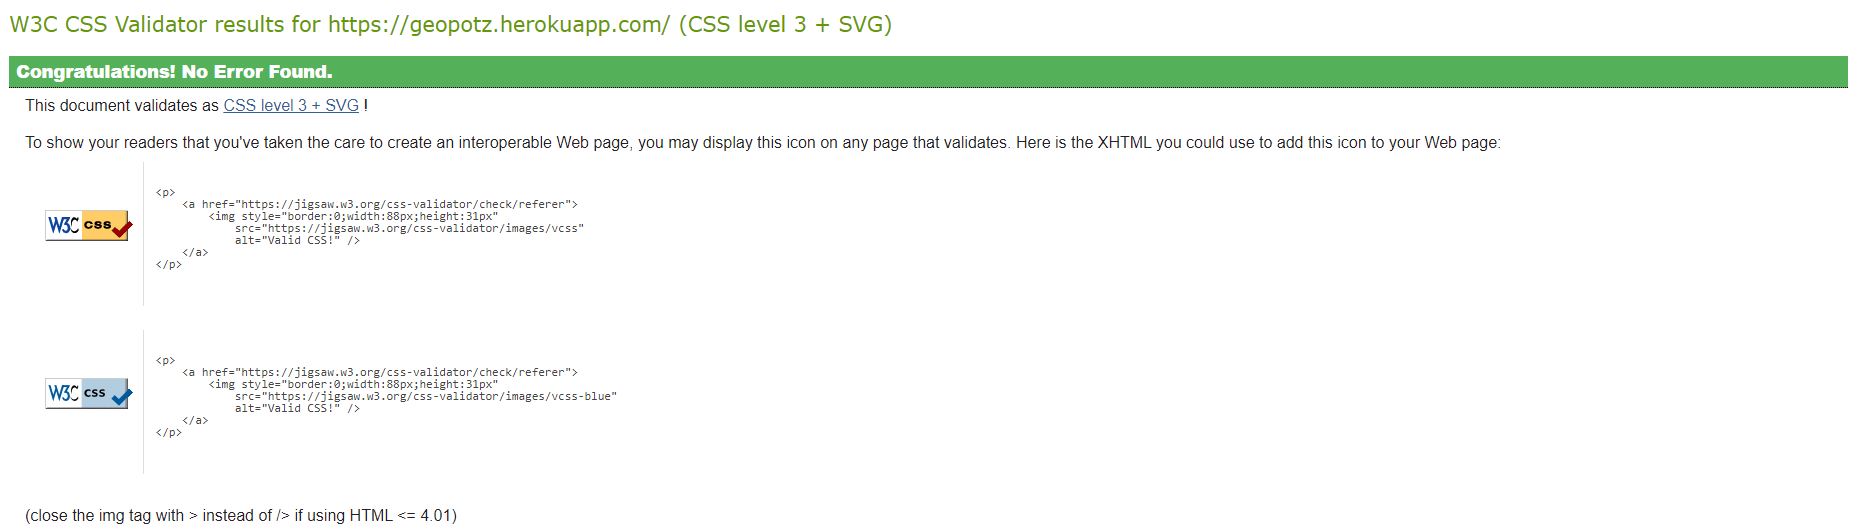 W3C CSS Validator results for https://geopotz.herokuapp.com/ (CSS level 3 + SVG)
Congratulations! No Error Found.
This document validates as CSS level 3 + SVG !
To show your readers that you've taken the care to create an interoperable Web page, you may display this icon on any page that validates. Here is the XHTML you could use to add this icon to your Web page:
W3C css
<p>
<a href="https://jigsaw.w3.org/css-validator/check/referer">
<img style="border:0;width:88px;height:31px"
src="https://jigsaw.w3.org/css-validator/images/vcss"
alt="Valid CSS!" />
</a>
</p>
W3C css
<p>
<a href="https://jigsaw.w3.org/css-validator/check/referer">
<img style="border:0;width:88px;height:31px"
src="https://jigsaw.w3.org/css-validator/images/vcss-blue"
alt="Valid CSS!" />
</a>
</p>
(close the img tag with > instead of /> if using HTML <= 4.01)